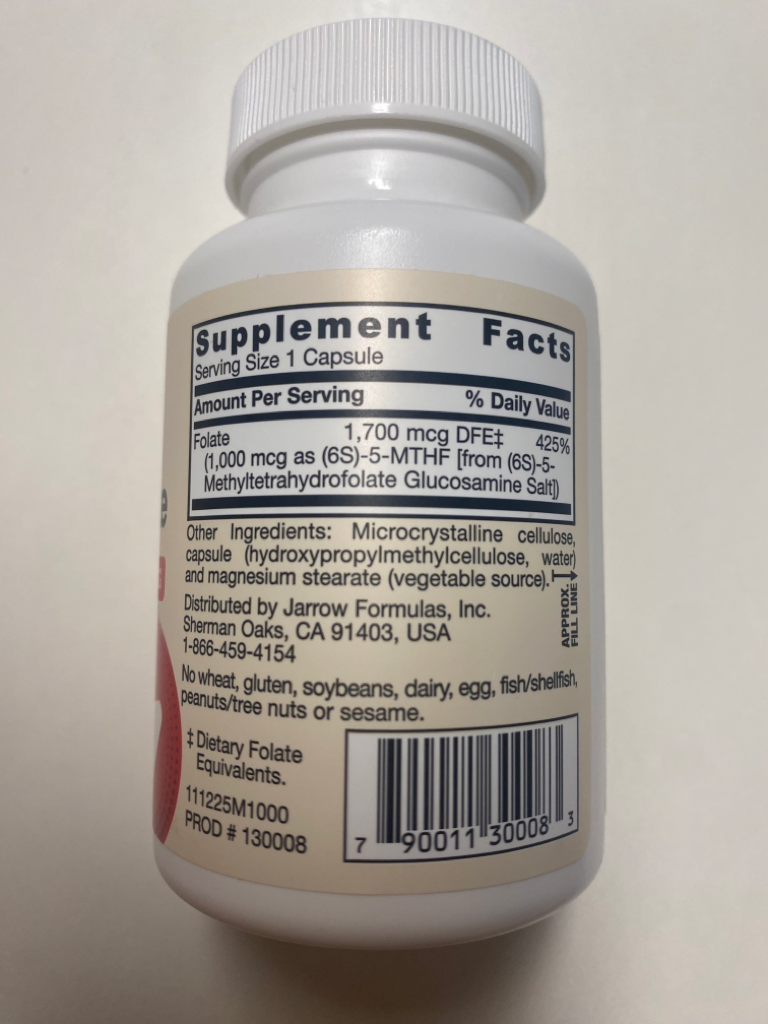 Supplement Facts
Serving Size 1 Capsule
Amount Per Serving % Daily Value
Folate 1,700 mcg DFE‡ 425%
(1,000 mcg as (6S)-5-MTHF [from (6S)-5-
Methyltetrahydrofolate Glucosamine Salt])
Other Ingredients: Microcrystalline cellulose,
capsule (hydroxypropylmethylcellulose, water)
and magnesium stearate (vegetable source).
APPROX.
FILL LINE
Distributed by Jarrow Formulas, Inc.
Sherman Oaks, CA 91403, USA
1-866-459-4154
No wheat, gluten, soybeans, dairy, egg, fish/shellfish,
peanuts/tree nuts or sesame.
‡ Dietary Folate
Equivalents.
111225M1000
PROD # 130008
7 90011 30008 3